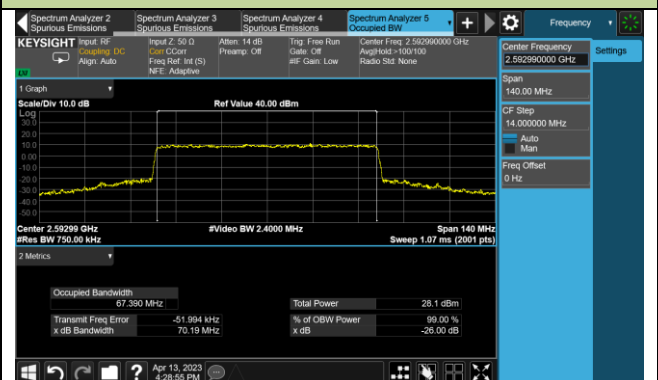 Spectrum Analyzer 2
Spurious Emissions
Spectrum Analyzer 3
Spurious Emissions
Spectrum Analyzer 4
Spurious Emissions
Spectrum Analyzer 5
Occupied BW
Frequency
KEYSIGHT
Input: RF
Coupling: DC
Align: Auto
Input Z: 50 Ω
Corr CCorr
Freq Ref: Int (S)
NFE: Adaptive
Atten: 14 dB
Preamp: Off
Trig: Free Run
Gate: Off
#IF Gain: Low
Center Freq: 2.592990000 GHz
Avg|Hold:>100/100
Radio Std: None
LW
Center Frequency
2.592990000 GHz
Settings
Span
140.00 MHz
CF Step
14.000000 MHz
Auto
Man
Freq Offset
0 Hz
1 Graph
Scale/Div 10.0 dB
Ref Value 40.00 dBm
Log
30.0
20.0
10.0
0.00
-10.0
-20.0
-30.0
-40.0
-50.0
Center 2.59299 GHz
#Video BW 2.4000 MHz
Span 140 MHz
#Res BW 750.00 kHz
Sweep 1.07 ms (2001 pts)
2 Metrics
Occupied Bandwidth
67.390 MHz
Total Power
28.1 dBm
Transmit Freq Error
-51.994 kHz
% of OBW Power
99.00 %
x dB Bandwidth
70.19 MHz
x dB
-26.00 dB
?
Apr 13, 2023
4:28:55 PM